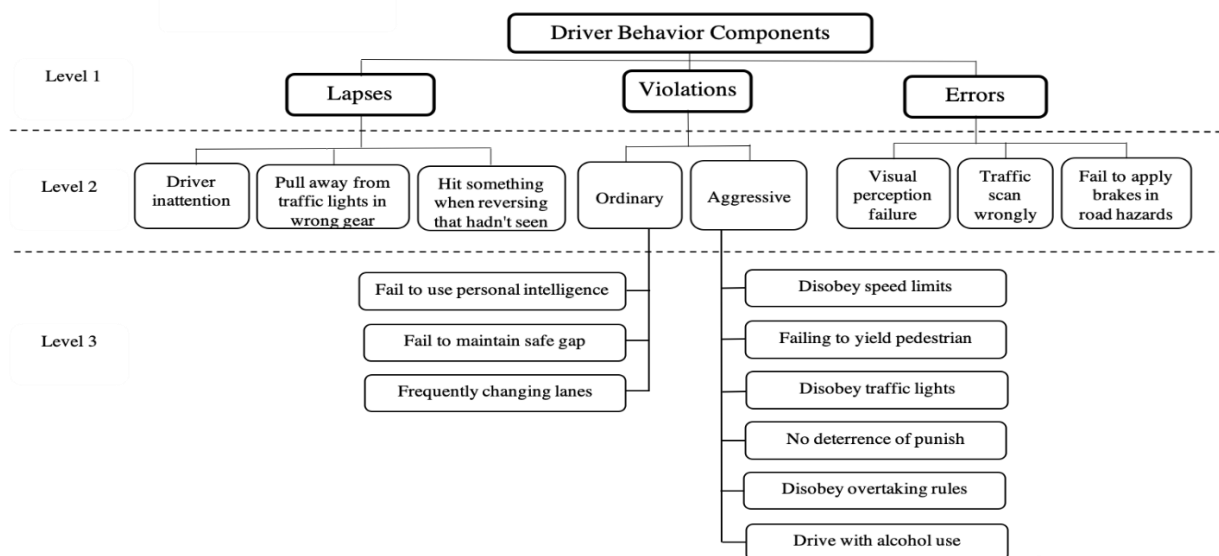 Driver Behavior Components
Level 1
Lapses
Violations
Errors
Level 2
Driver
inattention
Pull away from
traffic lights in
wrong gear
Hit something
when reversing
that hadn't seen
Ordinary
Aggressive
Visual
perception
failure
Traffic
scan
wrongly
Fail to apply
brakes in
road hazards
Level 3
Fail to use personal intelligence
Fail to maintain safe gap
Frequently changing lanes
Disobey speed limits
Failing to yield pedestrian
Disobey traffic lights
No deterrence of punish
Disobey overtaking rules
Drive with alcohol use